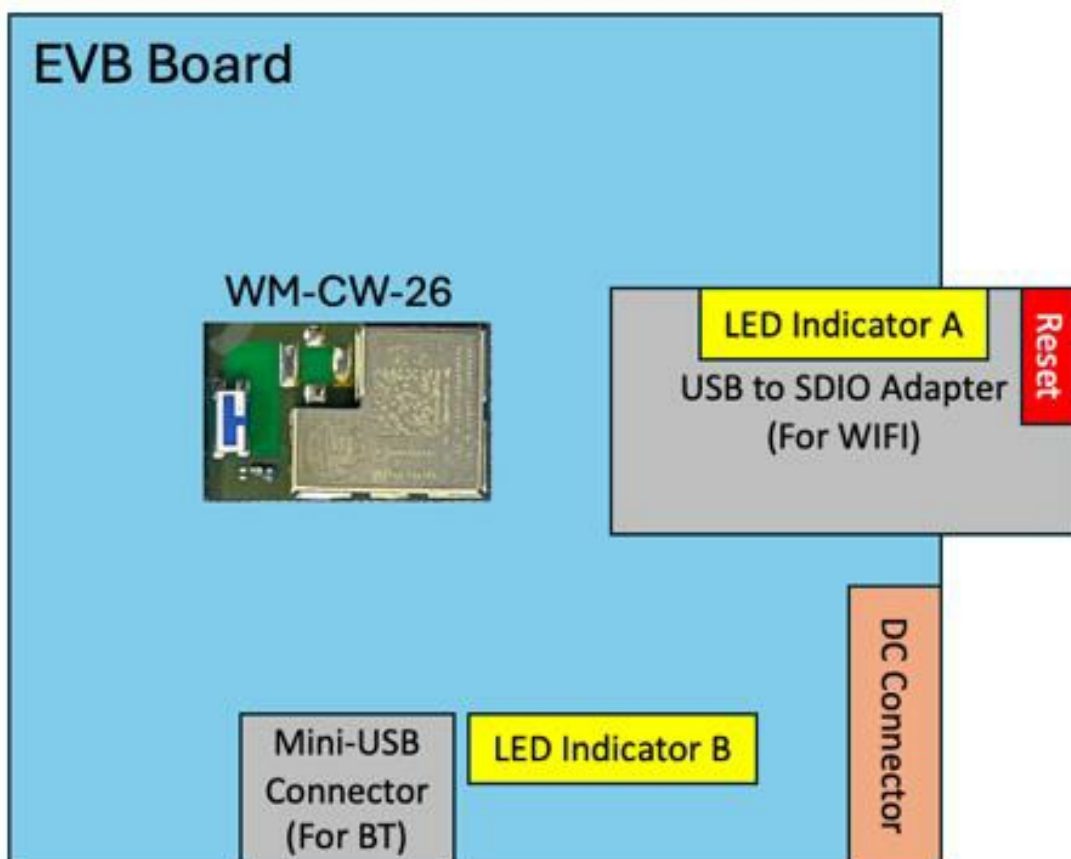 EVB Board
WM-CW-26
LED Indicator A
Reset
USB to SDIO Adapter
(For WIFI)
DC Connector
Mini-USB
Connector
(For BT)
LED Indicator B